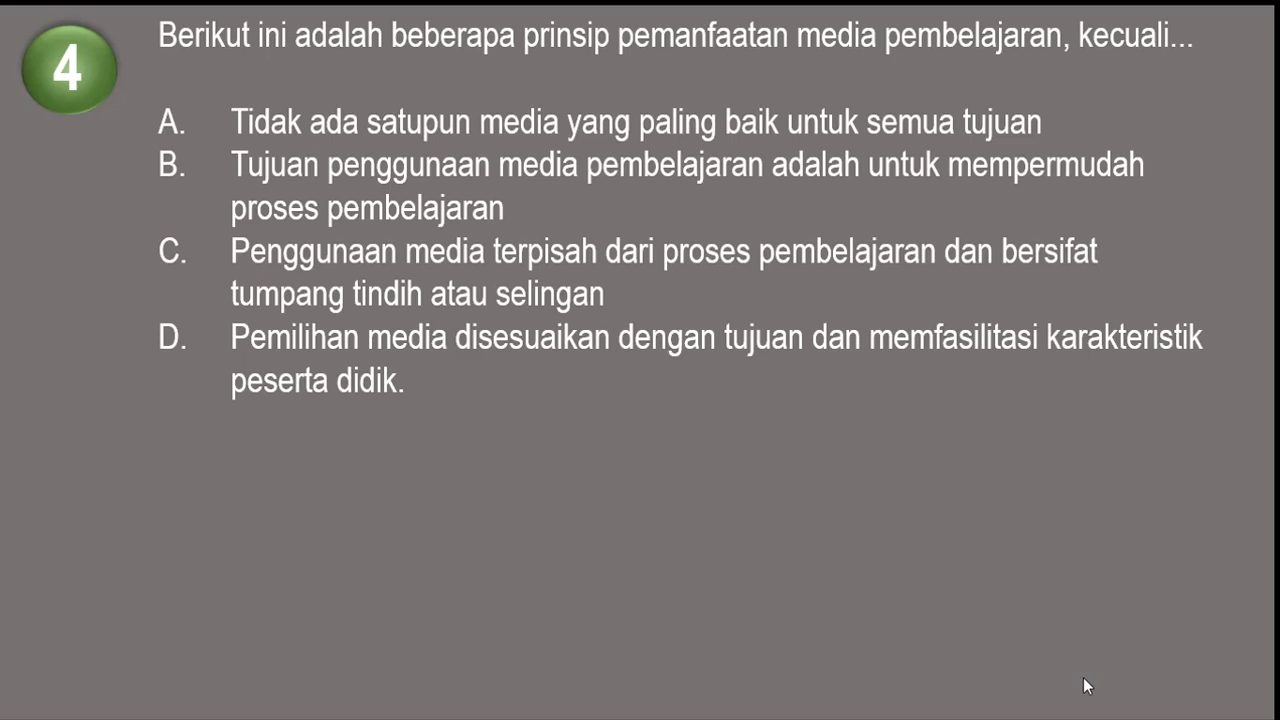 4
Berikut ini adalah beberapa prinsip pemanfaatan media pembelajaran, kecuali...
A. Tidak ada satupun media yang paling baik untuk semua tujuan
B. Tujuan penggunaan media pembelajaran adalah untuk mempermudah
proses pembelajaran
C. Penggunaan media terpisah dari proses pembelajaran dan bersifat
tumpang tindih atau selingan
D. Pemilihan media disesuaikan dengan tujuan dan memfasilitasi karakteristik
peserta didik.